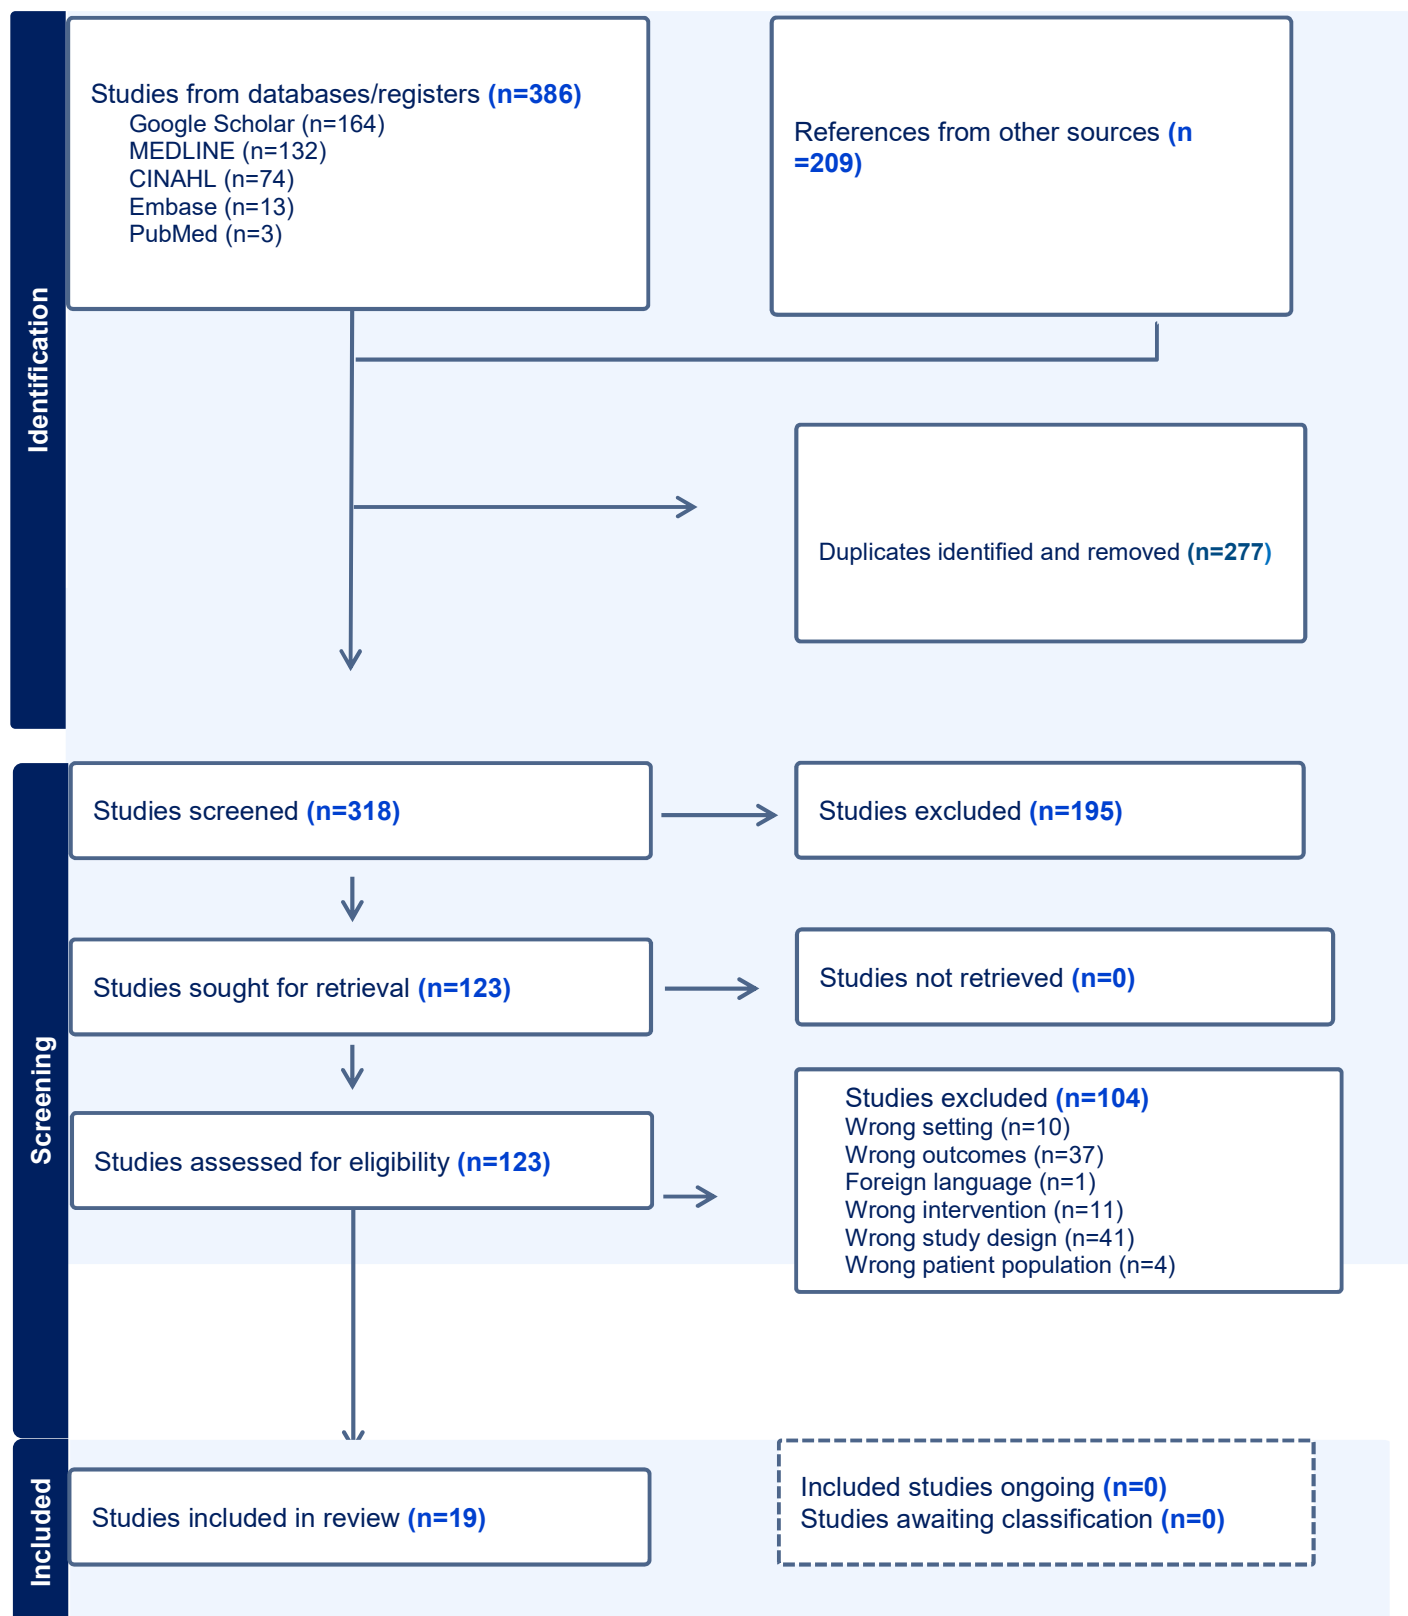 Identification
Studies from databases/registers (n=386)
Google Scholar (n=164)
MEDLINE (n=132)
CINAHL (n=74)
Embase (n=13)
PubMed (n=3)
References from other sources (n
=209)
Duplicates identified and removed (n=277)
Screening
Studies screened (n=318)
Studies excluded (n=195)
Studies sought for retrieval (n=123)
Studies not retrieved (n=0)
Studies assessed for eligibility (n=123)
Studies excluded (n=104)
Wrong setting (n=10)
Wrong outcomes (n=37)
Foreign language (n=1)
Wrong intervention (n=11)
Wrong study design (n=41)
Wrong patient population (n=4)
Included
Studies included in review (n=19)
Included studies ongoing (n=0)
Studies awaiting classification (n=0)